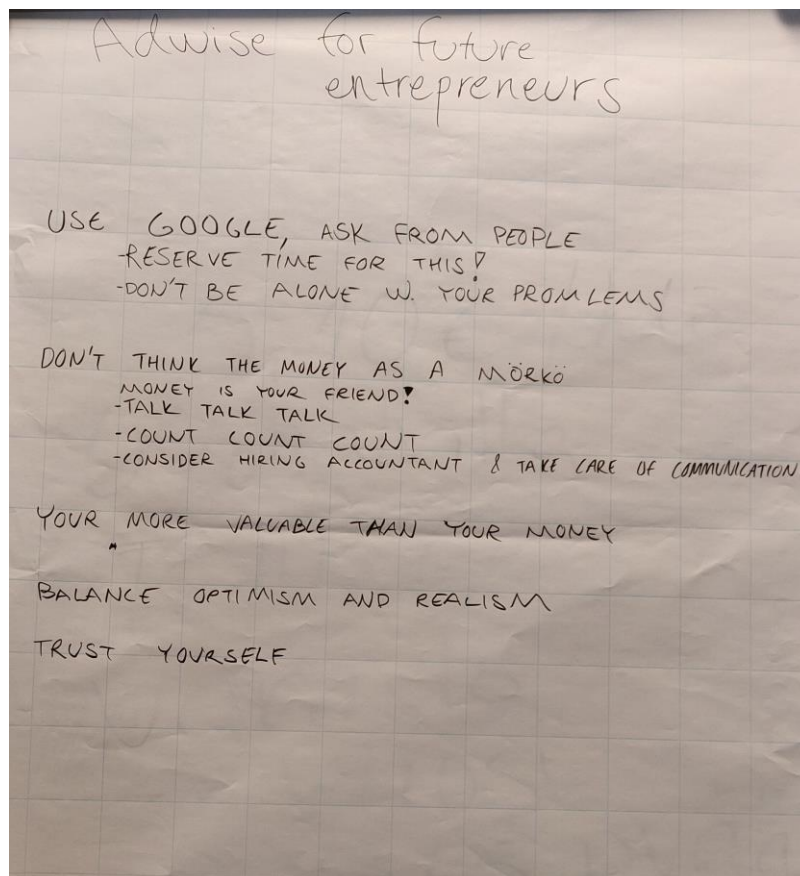 Adwise for future
entrepreneurs
USE GOOGLE, ASK FROM PEOPLE
-RESERVE TIME FOR THIS!
-DON'T BE ALONE W. YOUR PROMLEMS
DON'T THINK THE MONEY AS A MÖRKÖ
MONEY IS YOUR FRIEND!
-TALK TALK TALK
-COUNT COUNT COUNT
-CONSIDER HIRING ACCOUNTANT & TAKE CARE OF COMMUNICATION
YOUR MORE VALUABLE THAN YOUR MONEY
BALANCE OPTIMISM AND REALISM
TRUST YOURSELF